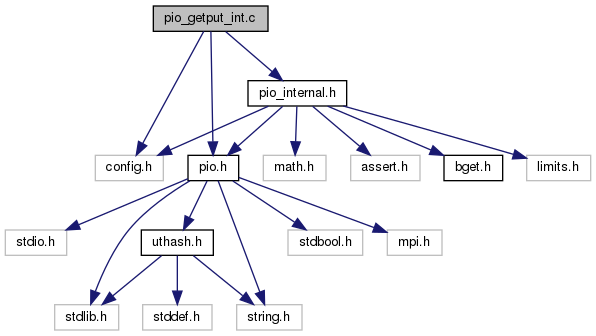 pio_getput_int.c
pio_internal.h
config.h
pio.h
math.h
assert.h
bget.h
limits.h
stdio.h
uthash.h
stdbool.h
mpi.h
stdlib.h
stddef.h
string.h